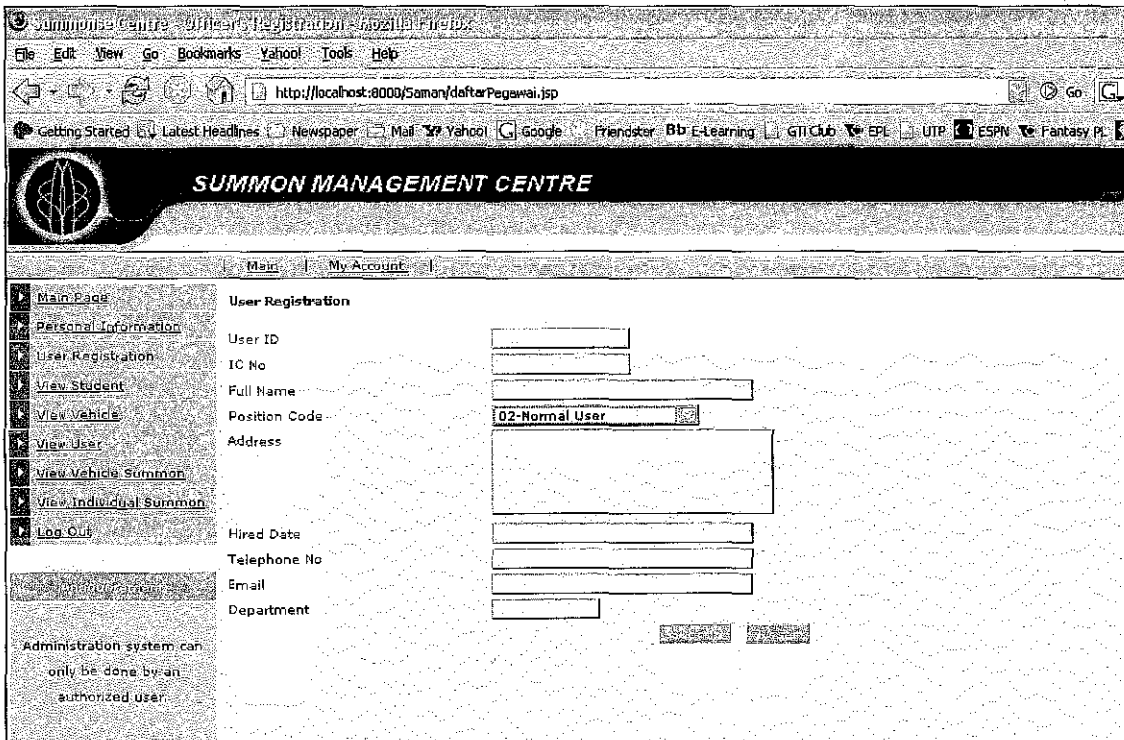 Summonse Centre - Officer's Registration - Mozilla Firefox
File Edit View Go Bookmarks Yahoo! Tools Help
http://localhost:8000/Saman/daftarPegawai.jsp Go G
Getting Started Latest Headlines Newspaper Mail Yahoo! Google Friendster Bb E-Learning GTI Club EPL UTP ESPN Fantasy PL
SUMMON MANAGEMENT CENTRE
| Main | My Account |
Main Page
Personal Information
User Registration
View Student
View Vehicle
View User
View Vehicle Summon
View Individual Summon
Log Out
Administration system can
only be done by an
authorized user.
User Registration
User ID
IC No
Full Name
Position Code 02-Normal User
Address
Hired Date
Telephone No
Email
Department